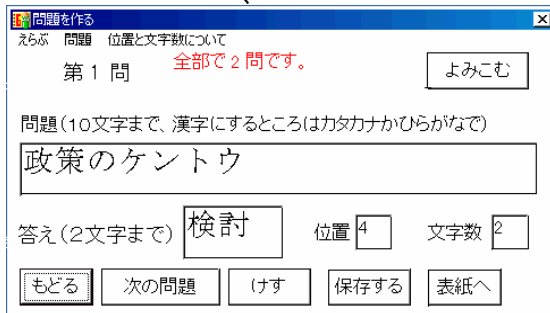 問題を作る
えらぶ 問題 位置と文字数について
第1問 全部で2問です。 よみこむ
問題(10文字まで、漢字にするところはカタカナかひらがなで)
政策のケントウ
答え(2文字まで) 検討 位置 4 文字数 2
もどる 次の問題 けす 保存する 表紙へ